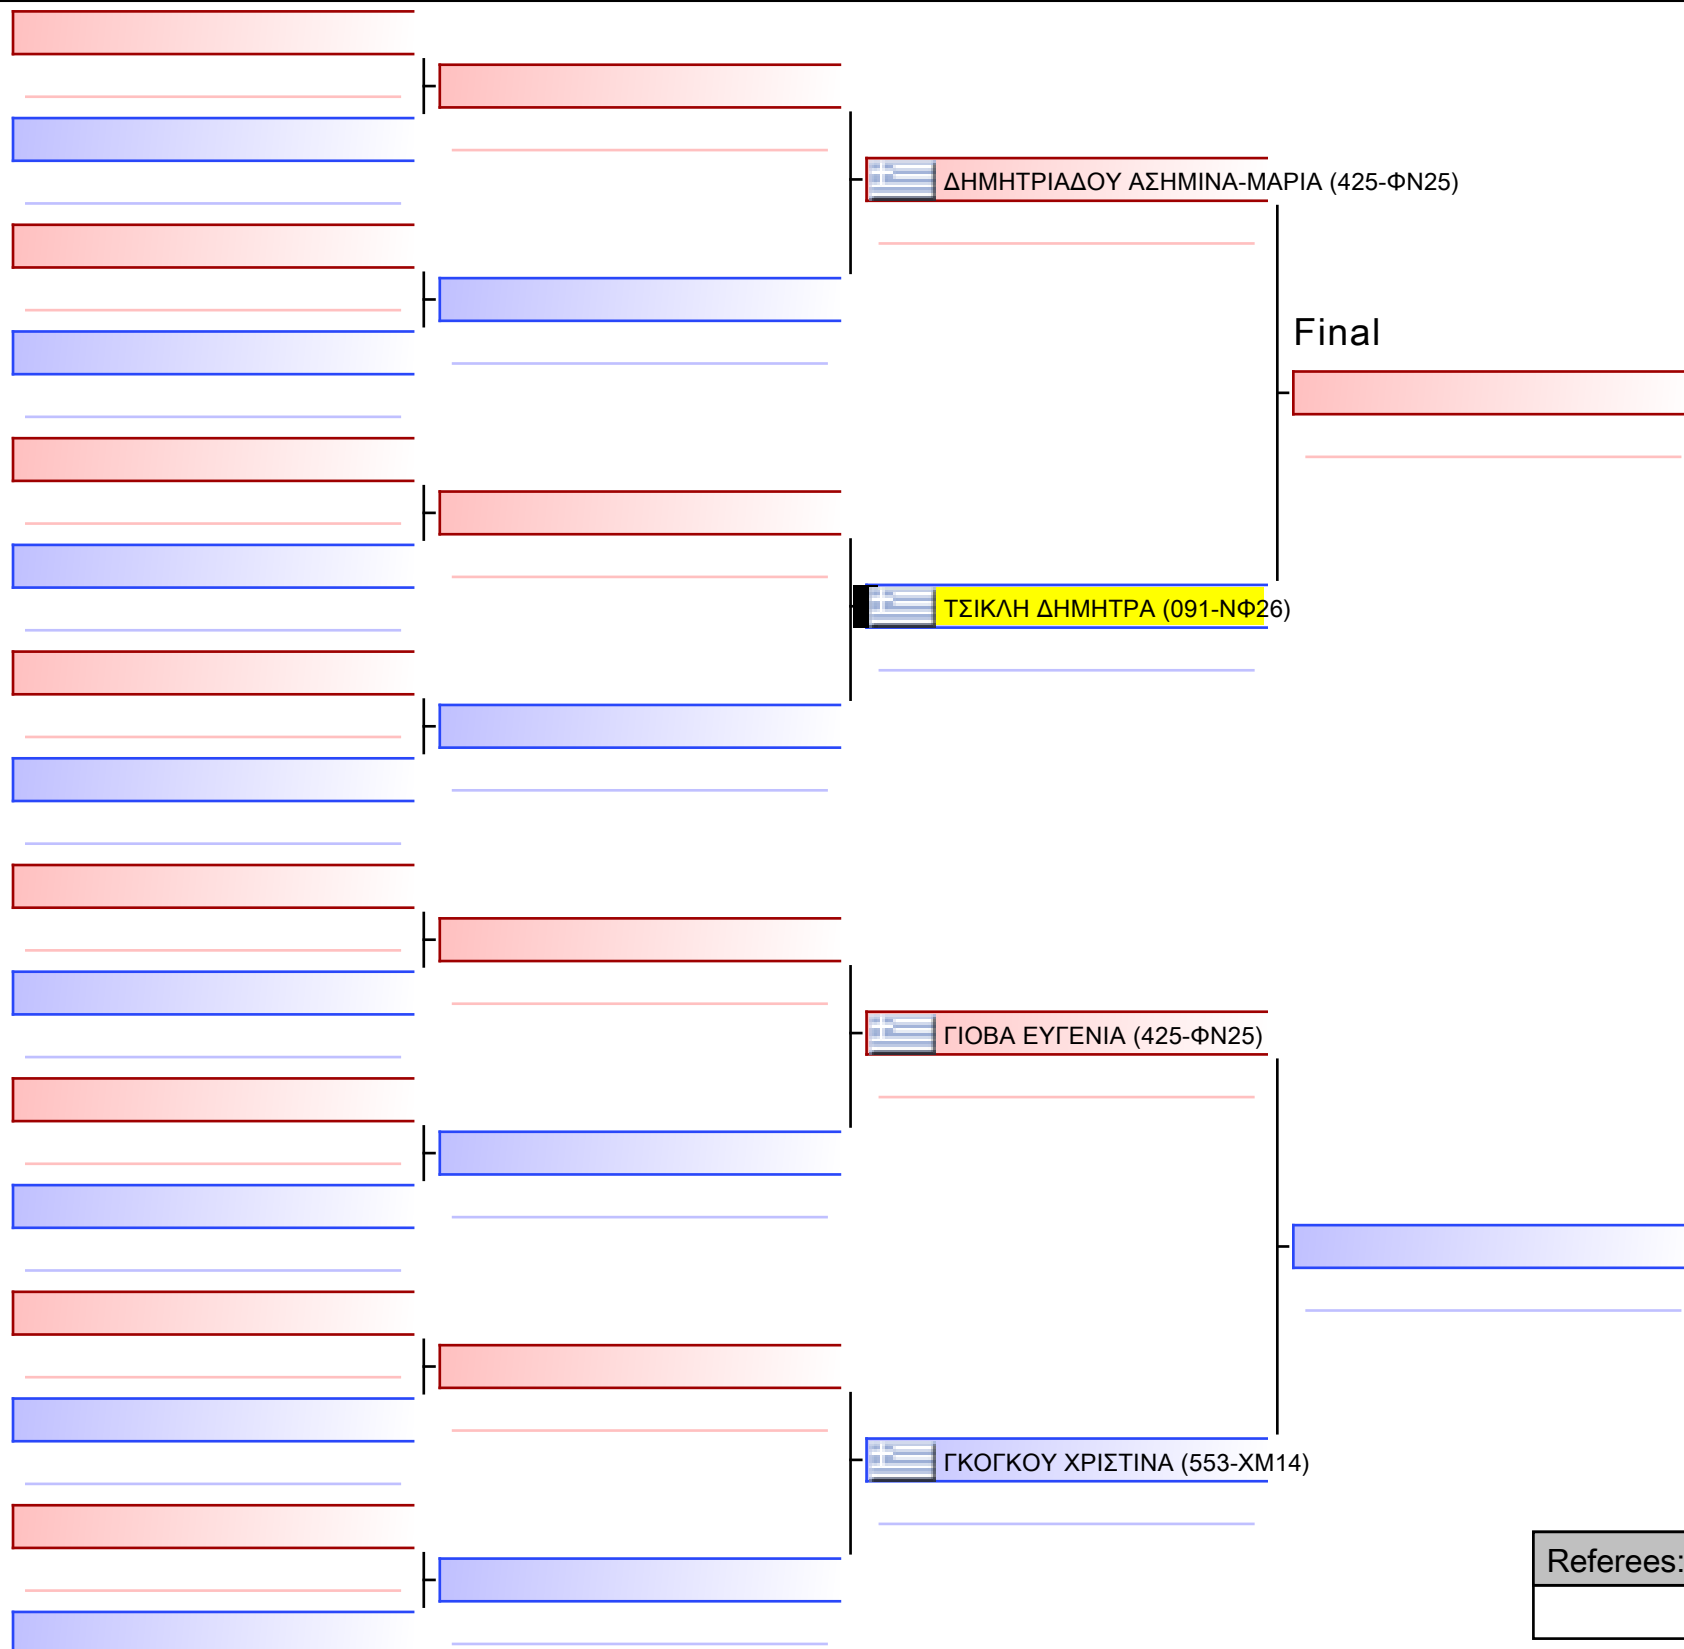 ΔΗΜΗΤΡΙΑΔΟΥ ΑΣΗΜΙΝΑ-ΜΑΡΙΑ (425-ΦΝ25)
Final
ΤΣΙΚΛΗ ΔΗΜΗΤΡΑ (091-ΝΦ26)
ΓΙΟΒΑ ΕΥΓΕΝΙΑ (425-ΦΝ25)
ΓΚΟΓΚΟΥ ΧΡΙΣΤΙΝΑ (553-ΧΜ14)
Referees: